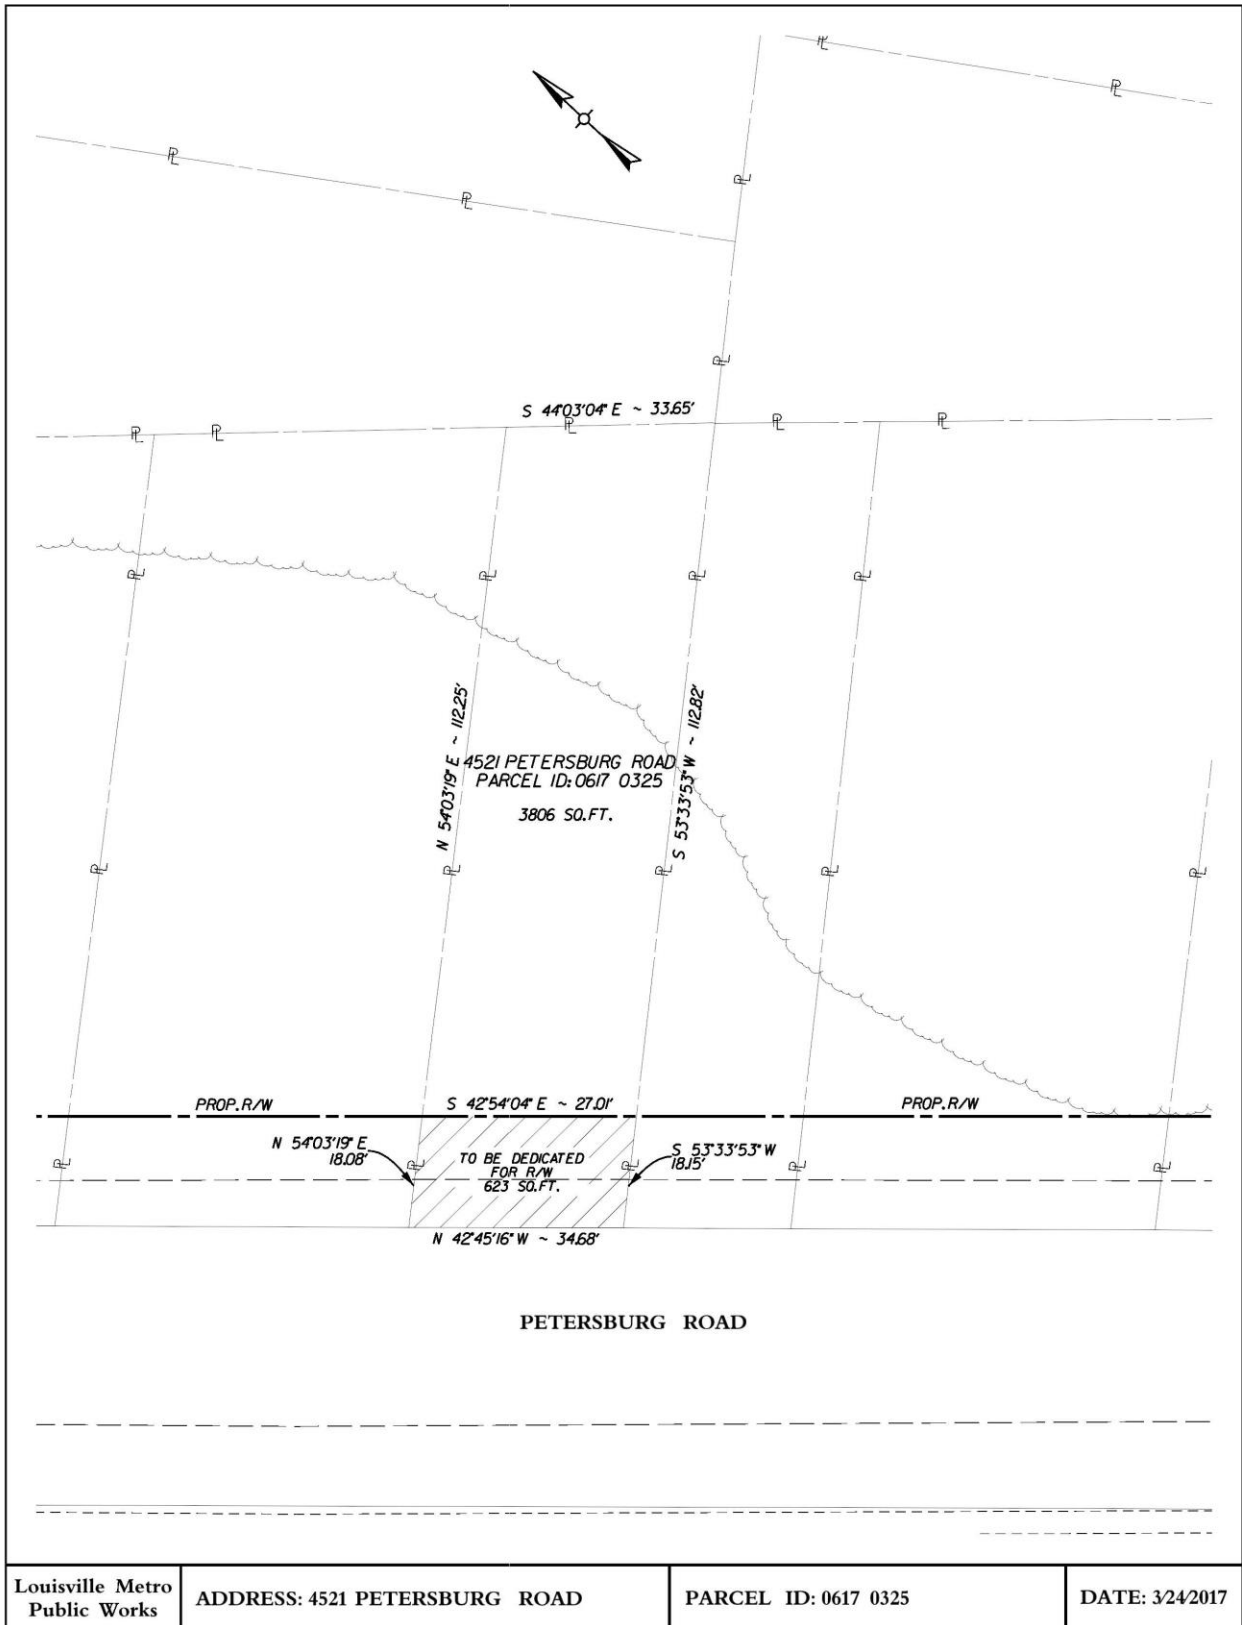 S 44°03'04" E ~ 33.65'
N 54°03'19" E ~ 112.25'
S 53°33'53" W ~ 112.82'
4521 PETERSBURG ROAD
PARCEL ID: 0617 0325
3806 SQ.FT.
PROP. R/W
S 42°54'04" E ~ 27.01'
PROP. R/W
N 54°03'19" E
18.08'
TO BE DEDICATED
FOR R/W
623 SQ.FT.
S 53°33'53" W
18.15'
N 42°45'16" W ~ 34.68'
PETERSBURG ROAD
Louisville Metro
Public Works
ADDRESS: 4521 PETERSBURG ROAD
PARCEL ID: 0617 0325
DATE: 3/24/2017